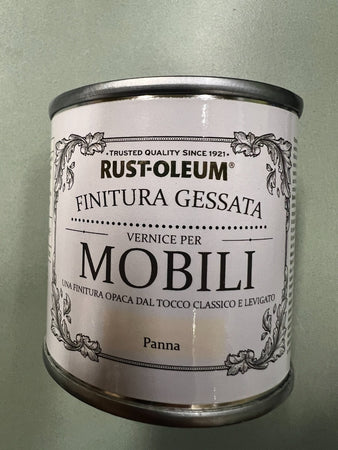 • TRUSTED QUALITY SINCE 1921 •
RUST-OLEUM®
FINITURA GESSATA
VERNICE PER
MOBILI
UNA FINITURA OPACA DAL TOCCO CLASSICO E LEVIGATO
Panna